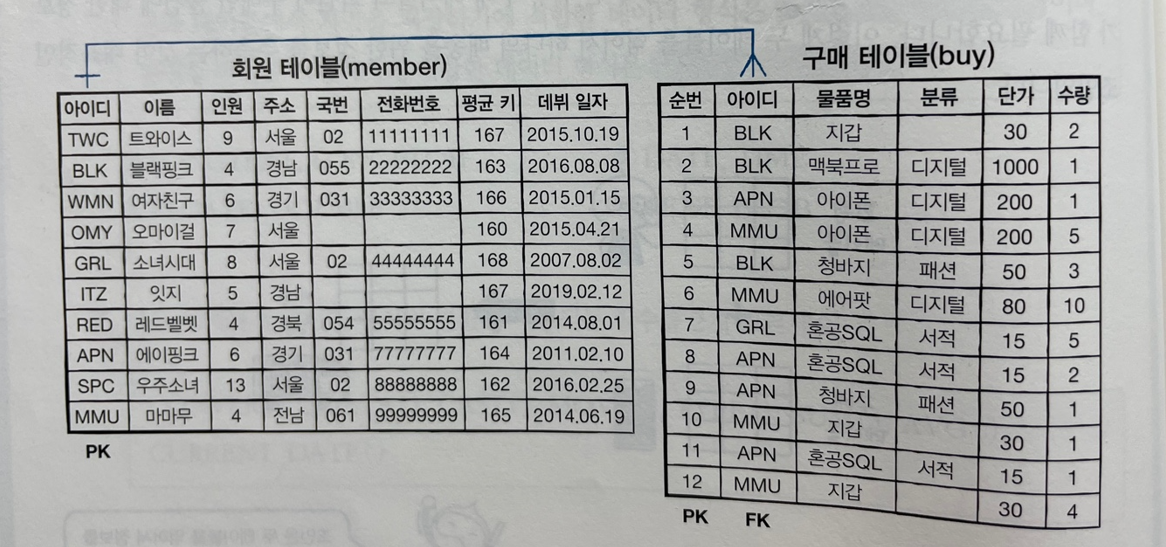 회원 테이블(member)
아이디 이름 인원 주소 국번 전화번호 평균 키 데뷔 일자
TWC 트와이스 9 서울 02 11111111 167 2015.10.19
BLK 블랙핑크 4 경남 055 22222222 163 2016.08.08
WMN 여자친구 6 경기 031 33333333 166 2015.01.15
OMY 오마이걸 7 서울 160 2015.04.21
GRL 소녀시대 8 서울 02 44444444 168 2007.08.02
ITZ 잇지 5 경남 167 2019.02.12
RED 레드벨벳 4 경북 054 55555555 161 2014.08.01
APN 에이핑크 6 경기 031 77777777 164 2011.02.10
SPC 우주소녀 13 서울 02 88888888 162 2016.02.25
MMU 마마무 4 전남 061 99999999 165 2014.06.19
PK
구매 테이블(buy)
순번 아이디 물품명 분류 단가 수량
1 BLK 지갑 30 2
2 BLK 맥북프로 디지털 1000 1
3 APN 아이폰 디지털 200 1
4 MMU 아이폰 디지털 200 5
5 BLK 청바지 패션 50 3
6 MMU 에어팟 디지털 80 10
7 GRL 혼공SQL 서적 15 5
8 APN 혼공SQL 서적 15 2
9 APN 청바지 패션 50 1
10 MMU 지갑 30 1
11 APN 혼공SQL 서적 15 1
12 MMU 지갑 30 4
PK FK